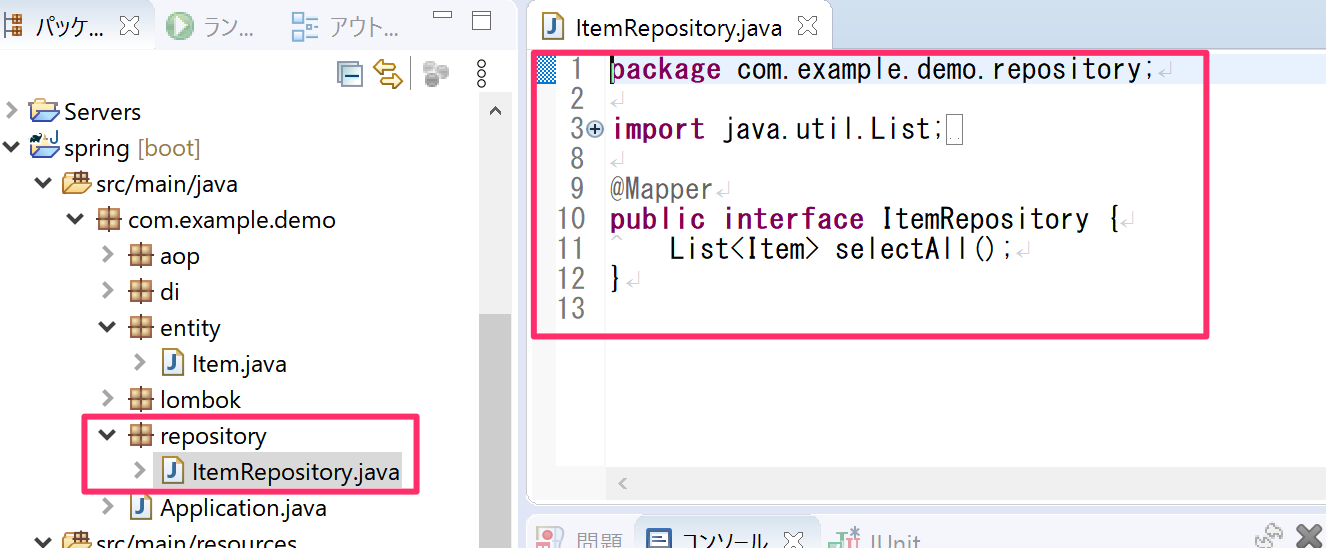 パッケ...
ラン...
アウト...
Servers
spring [boot]
src/main/java
com.example.demo
aop
di
entity
Item.java
lombok
repository
ItemRepository.java
Application.java
src/main/resources
ItemRepository.java
1 package com.example.demo.repository;
2
3 import java.util.List;
8
9 @Mapper
10 public interface ItemRepository {
11 List<Item> selectAll();
12 }
13
問題
コンソール
JUnit